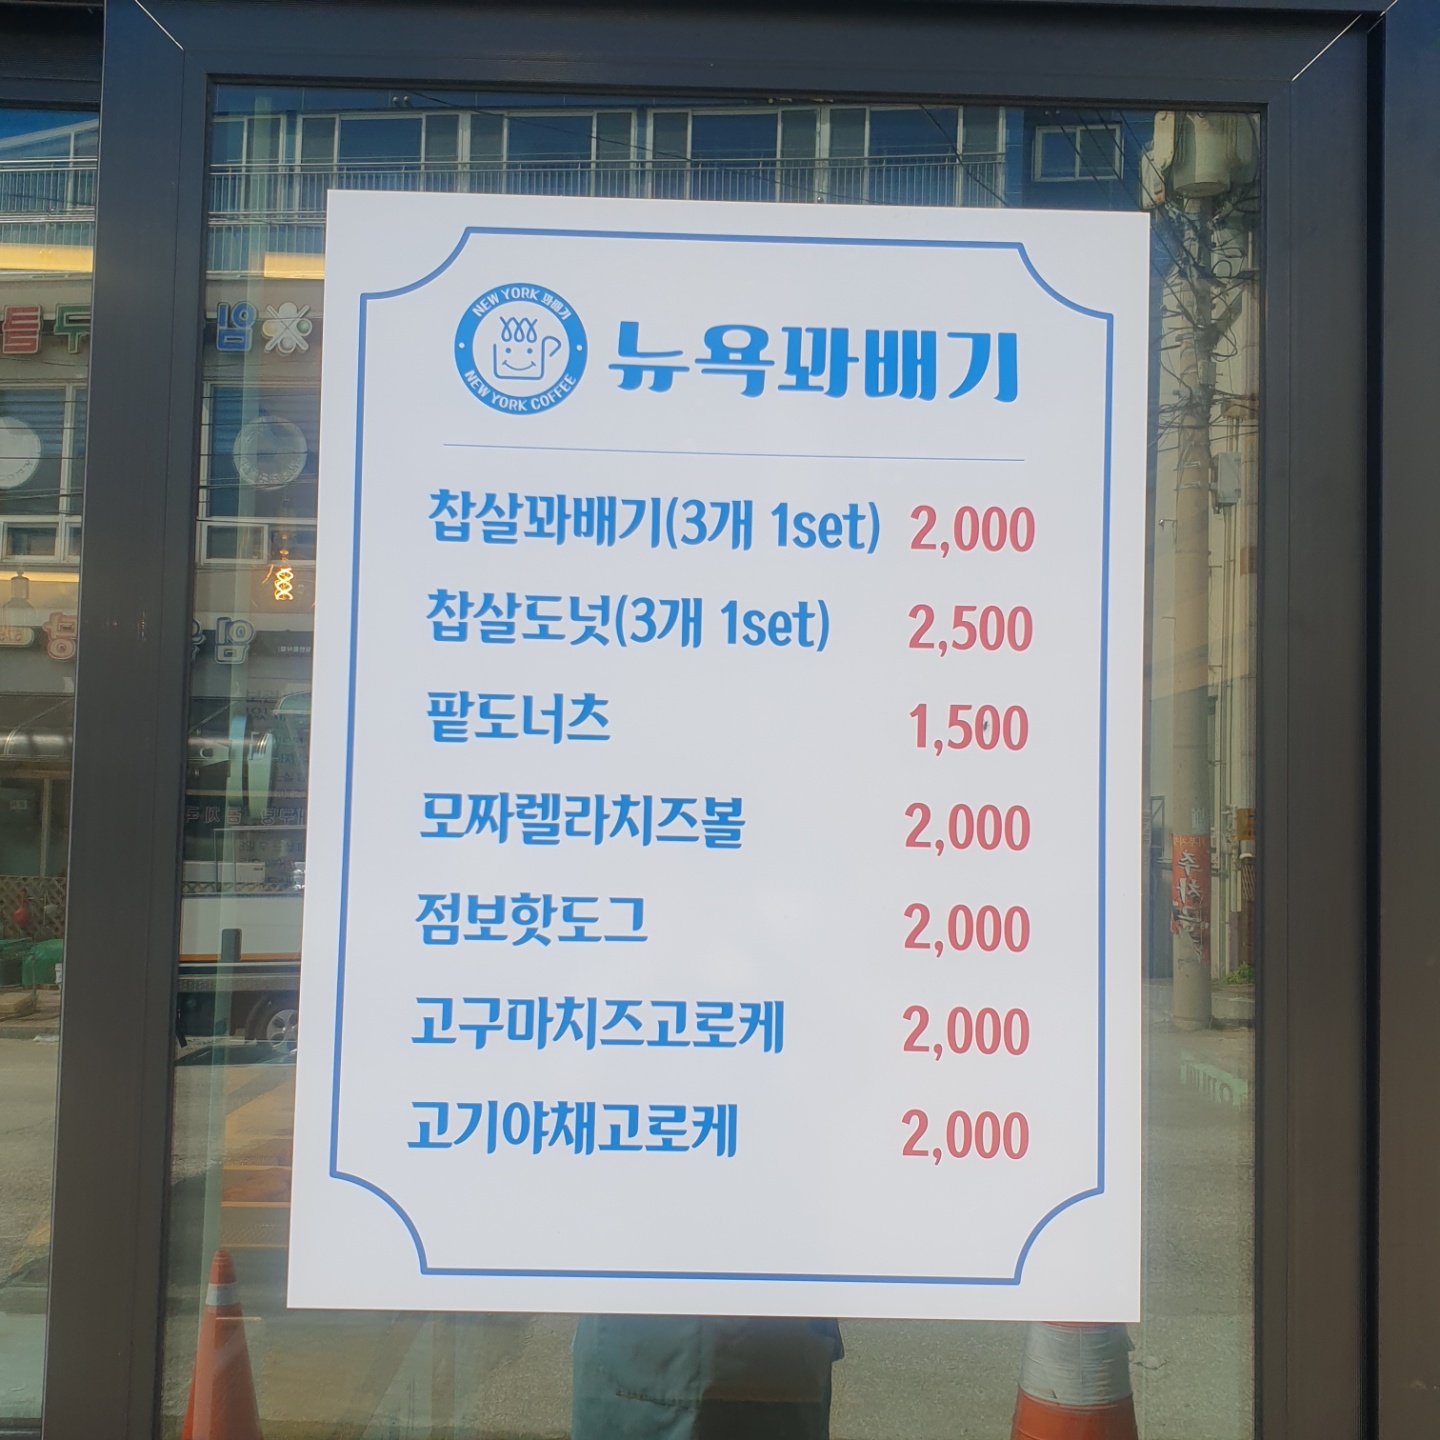 NEW YORK 꽈배기
NEW YORK COFFEE
뉴욕꽈배기
찹살꽈배기(3개 1set) 2,000
찹살도넛(3개 1set) 2,500
팥도너츠 1,500
모짜렐라치즈볼 2,000
점보핫도그 2,000
고구마치즈고로케 2,000
고기야채고로케 2,000